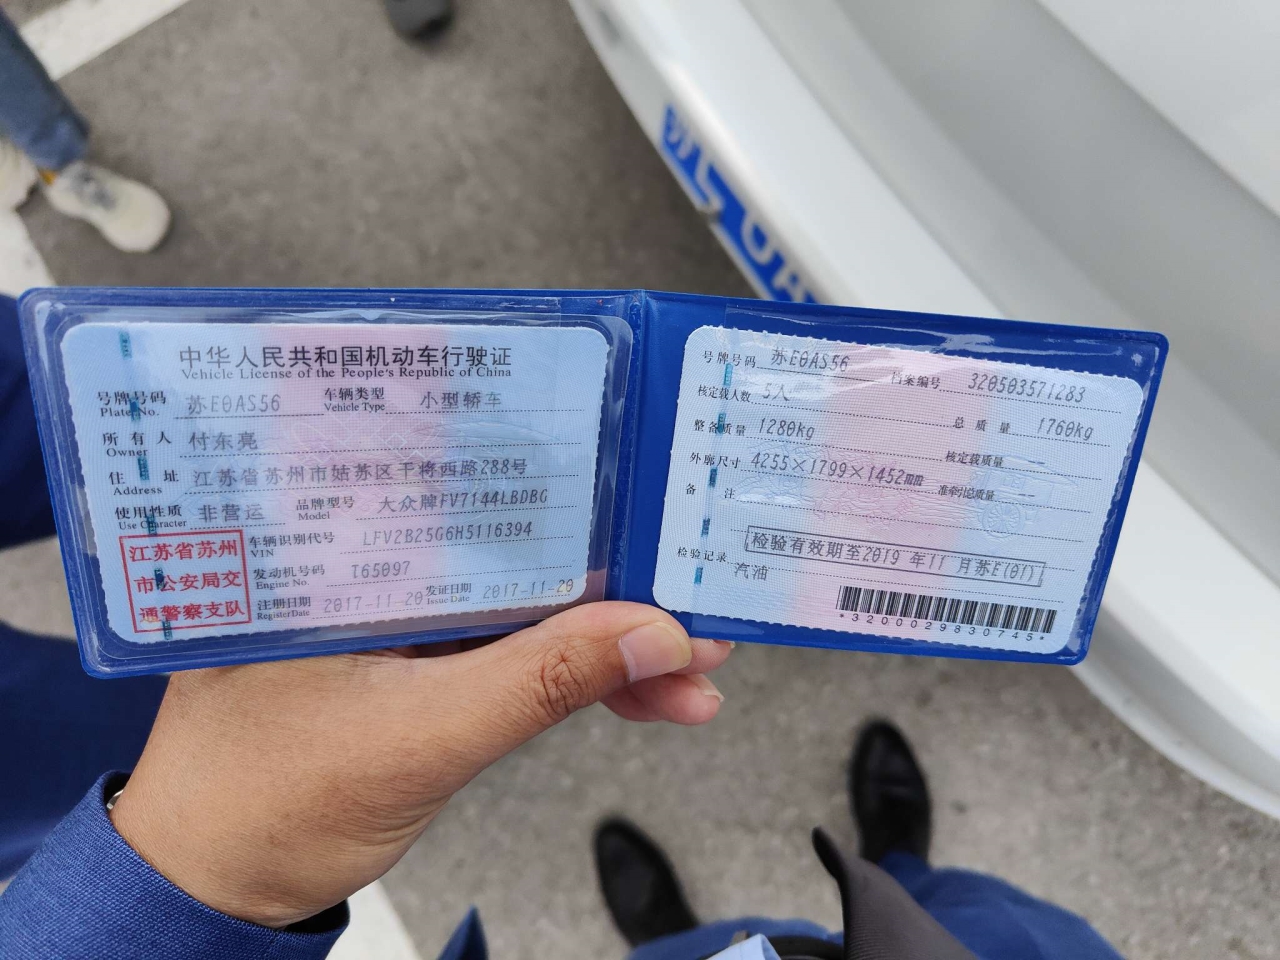 中华人民共和国机动车行驶证
Vehicle License of the People's Republic of China
号牌号码 苏E0AS56 车辆类型 小型轿车
Plate No. Vehicle Type
所有人 付东亮
Owner
住址 江苏省苏州市姑苏区干将西路288号
Address
使用性质 非营运 品牌型号 大众牌FV7144LBDBG
Use Character Model
江苏省苏州
市公安局交
通警察支队
车辆识别代号 LFV2B25G6H5116394
VIN
发动机号码 T65097
Engine No.
注册日期 2017-11-20 发证日期 2017-11-20
Register Date Issue Date
号牌号码 苏E0AS56 档案编号 320503571283
核定载人数 5人 总质量 1760kg
整备质量 1280kg 核定载质量
外廓尺寸 4255×1799×1452mm 准牵引总质量
备注
检验有效期至2019 年11 月苏E(01)
检验记录
汽油
*3200029830745*